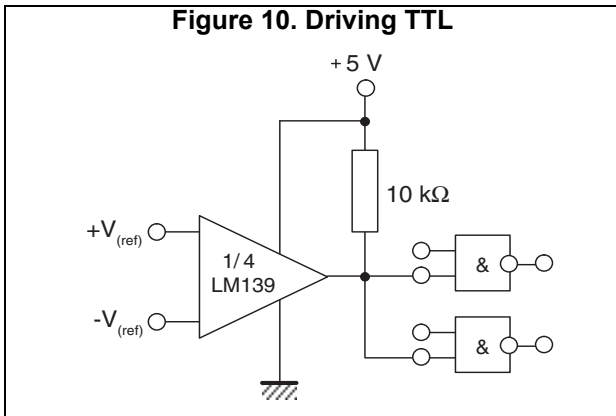 Figure 10. Driving TTL
+5 V
10 kΩ
+V(ref)
1/4
LM139
-V(ref)
&
&